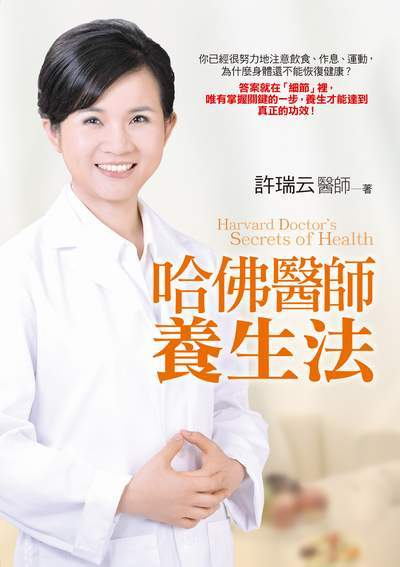 你已經很努力地注意飲食、作息、運動，
為什麼身體還不能恢復健康？
答案就在「細節」裡，
唯有掌握關鍵的一步，養生才能達到
真正的功效！
許瑞云 醫師—著
Harvard Doctor's
Secrets of Health
哈佛醫師
養生法